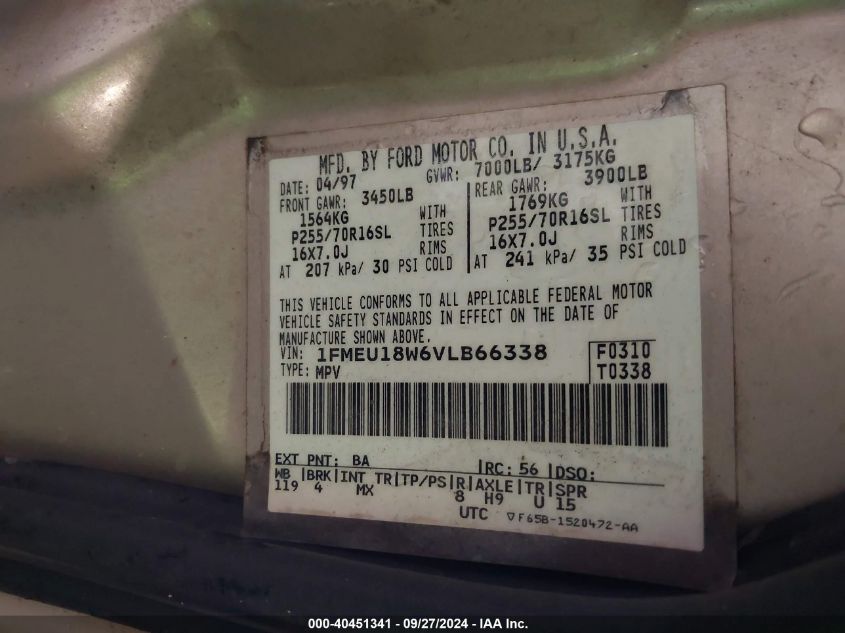 MFD. BY FORD MOTOR CO. IN U.S.A.
DATE: 04/97 GVWR: 7000LB/ 3175KG
FRONT GAWR: 3450LB REAR GAWR: 3900LB
1564KG WITH 1769KG WITH
P255/70R16SL TIRES P255/70R16SL TIRES
16X7.0J RIMS 16X7.0J RIMS
AT 207 kPa/ 30 PSI COLD AT 241 kPa/ 35 PSI COLD
THIS VEHICLE CONFORMS TO ALL APPLICABLE FEDERAL MOTOR
VEHICLE SAFETY STANDARDS IN EFFECT ON THE DATE OF
MANUFACTURE SHOWN ABOVE.
VIN: 1FMEU18W6VLB66338 F0310
TYPE: MPV T0338
EXT PNT: BA RC: 56 DSO:
WB BRK INT TR TP/PS R AXLE TR SPR
119 4 MX 8 H9 U 15
UTC ▽F65B-1520472-AA
000-40451341 - 09/27/2024 - IAA Inc.